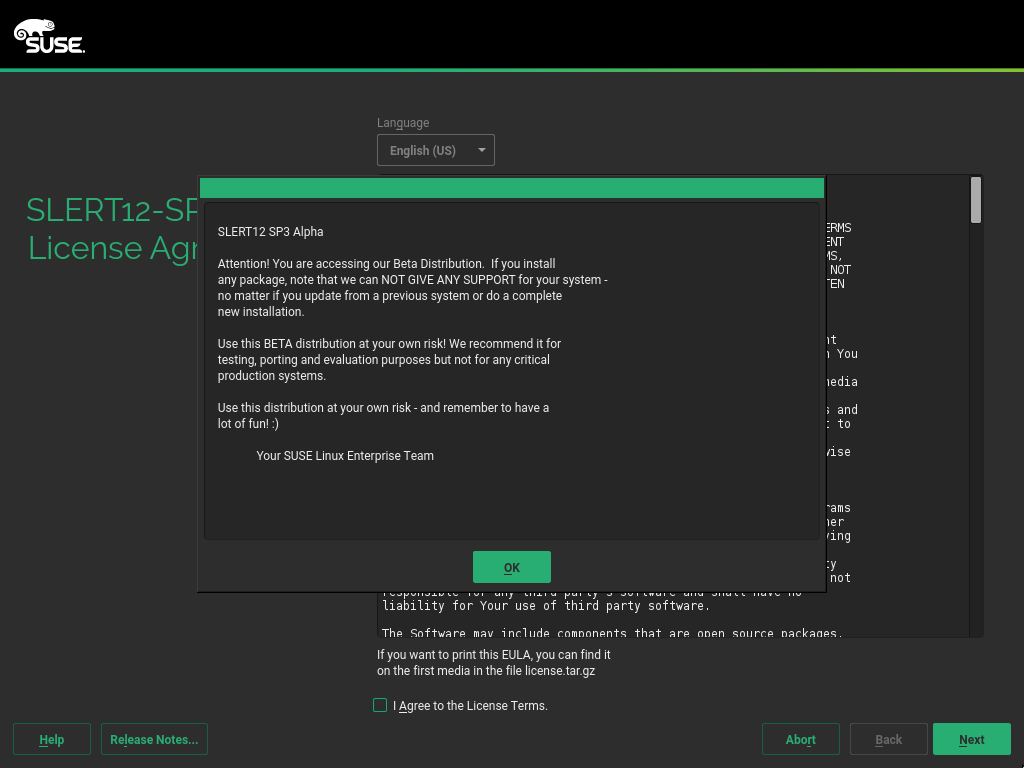 SUSE
Language
English (US)
SLERT12-SP
License Agr
SLERT12 SP3 Alpha
Attention! You are accessing our Beta Distribution. If you install
any package, note that we can NOT GIVE ANY SUPPORT for your system -
no matter if you update from a previous system or do a complete
new installation.
Use this BETA distribution at your own risk! We recommend it for
testing, porting and evaluation purposes but not for any critical
production systems.
Use this distribution at your own risk - and remember to have a
lot of fun! :)
Your SUSE Linux Enterprise Team
OK
ERMS
ENT
MS,
NOT
TEN
nt
You
media
s and
t to
wise
rams
her
ying
ty
not
responsible for any third party's software and shall have no
liability for Your use of third party software.
The Software may include components that are open source packages,
If you want to print this EULA, you can find it
on the first media in the file license.tar.gz
I Agree to the License Terms.
Help
Release Notes...
Abort
Back
Next